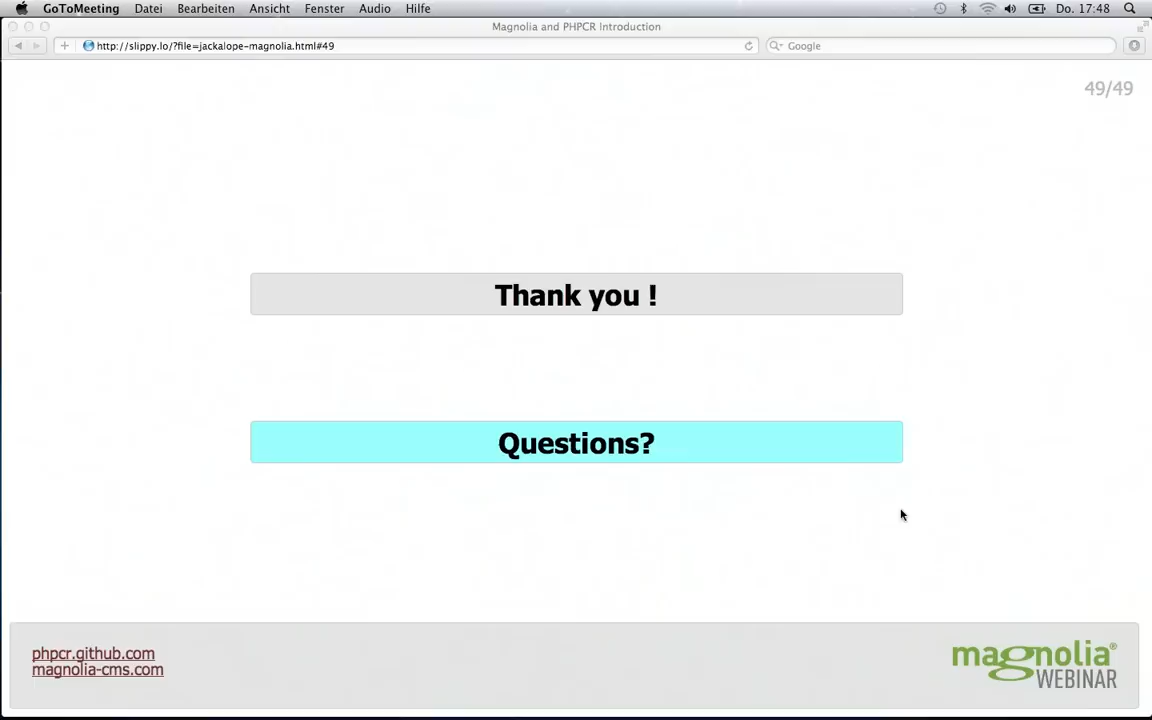 GoToMeeting Datei Bearbeiten Ansicht Fenster Audio Hilfe Do. 17:48
Magnolia and PHPCR Introduction
http://slippy.lo/?file=jackalope-magnolia.html#49 Google
49/49
Thank you !
Questions?
phpcr.github.com
magnolia-cms.com
magnolia®
WEBINAR